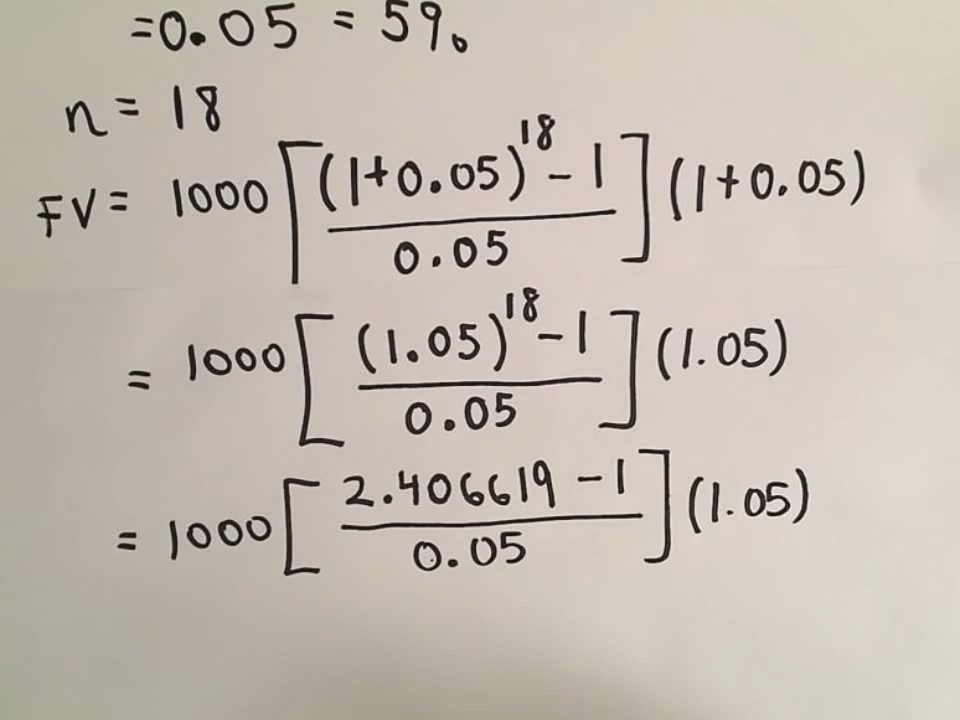 =0.05 = 5%
n = 18
FV = 1000 [ (1+0.05)^18 - 1 / 0.05 ] (1+0.05)
= 1000 [ (1.05)^18 - 1 / 0.05 ] (1.05)
= 1000 [ 2.406619 - 1 / 0.05 ] (1.05)